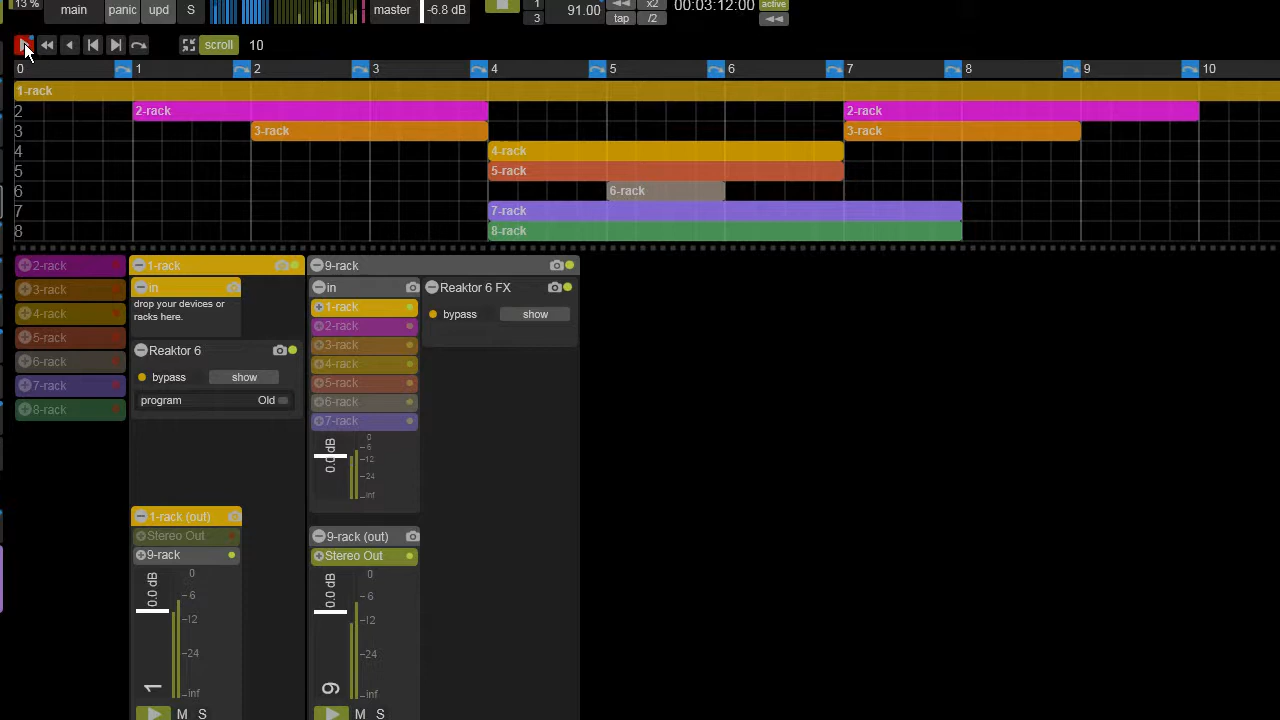 13 % main panic upd S master -6.8 dB 1 3 91.00 x2 tap /2 00:03:12:00 active
scroll 10
0 1 2 3 4 5 6 7 8 9 10
1-rack
2 2-rack 2-rack
3 3-rack 3-rack
4 4-rack
5 5-rack
6 6-rack
7 7-rack
8 8-rack
2-rack 1-rack 9-rack
3-rack in in Reaktor 6 FX
drop your devices or
racks here.
4-rack 1-rack bypass show
5-rack 2-rack
6-rack Reaktor 6 3-rack
7-rack bypass show 4-rack
8-rack program Old 5-rack
6-rack
7-rack
0.0 dB 0 -6 -12 -24 -inf
1-rack (out) 9-rack (out)
Stereo Out Stereo Out
9-rack
0.0 dB 0 -6 -12 -24 -inf 0.0 dB 0 -6 -12 -24 -inf
1 9
M S M S